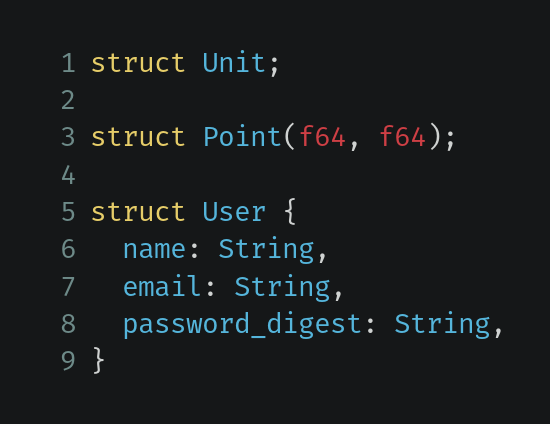 1 struct Unit;
2
3 struct Point(f64, f64);
4
5 struct User {
6   name: String,
7   email: String,
8   password_digest: String,
9 }